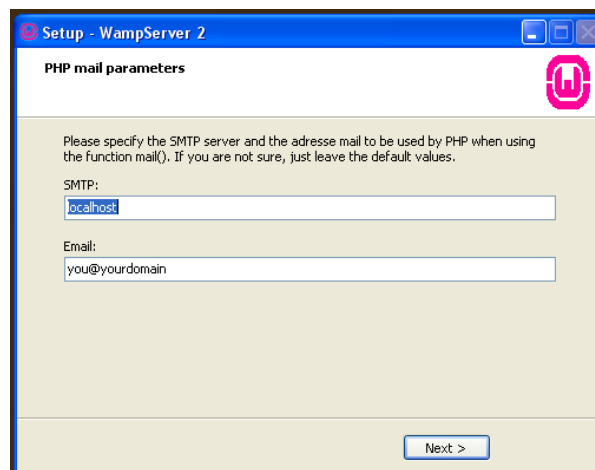 Setup - WampServer 2
PHP mail parameters
Please specify the SMTP server and the adresse mail to be used by PHP when using
the function mail(). If you are not sure, just leave the default values.
SMTP:
localhost
Email:
you@yourdomain
Next >